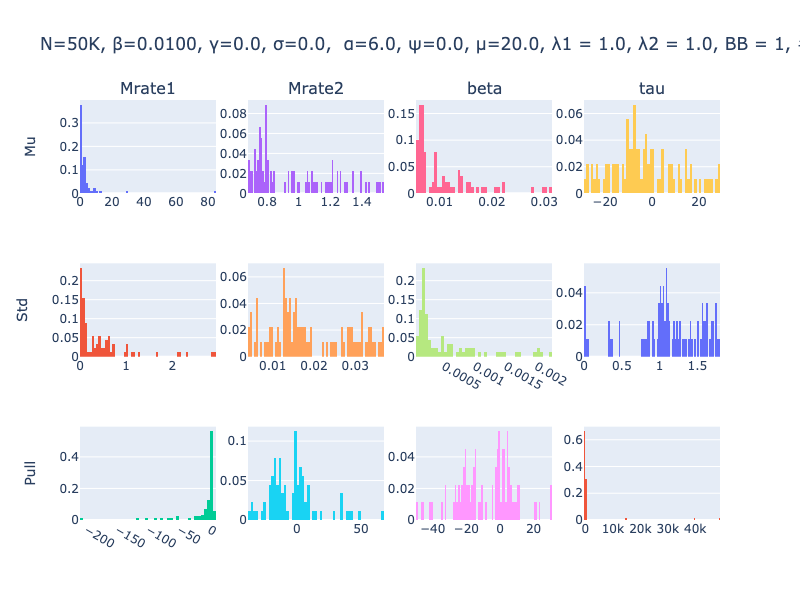 N=50K, β=0.0100, γ=0.0, σ=0.0, α=6.0, ψ=0.0, μ=20.0, λ1 = 1.0, λ2 = 1.0, BB = 1,
Mrate1 Mrate2 beta tau
Mu
0.3 0.2 0.1 0
0 20 40 60 80
0.08 0.06 0.04 0.02 0
0.8 1 1.2 1.4
0.15 0.1 0.05 0
0.01 0.02 0.03
0.06 0.04 0.02 0
−20 0 20
Std
0.2 0.15 0.1 0.05 0
0 1 2
0.06 0.04 0.02 0
0.01 0.02 0.03
0.2 0.15 0.1 0.05 0
0.0005 0.001 0.0015 0.002
0.04 0.02 0
0 0.5 1 1.5
Pull
0.4 0.2 0
−200 −150 −100 −50 0
0.1 0.05 0
0 50
0.04 0.02 0
−40 −20 0 20
0.6 0.4 0.2 0
0 10k 20k 30k 40k